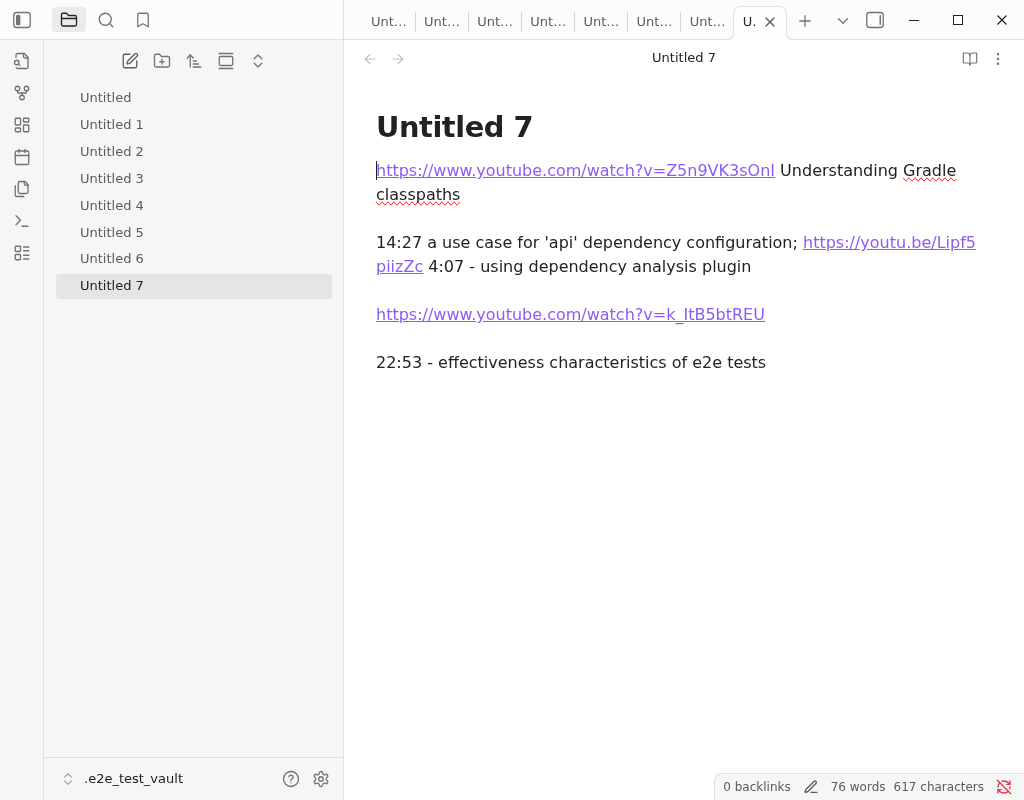 Unt...
Unt...
Unt...
Unt...
Unt...
Unt...
Unt...
U.
Untitled 7
Untitled
Untitled 1
Untitled 2
Untitled 3
Untitled 4
Untitled 5
Untitled 6
Untitled 7
Untitled 7
https://www.youtube.com/watch?v=Z5n9VK3sOnI Understanding Gradle
classpaths
14:27 a use case for 'api' dependency configuration; https://youtu.be/Lipf5
piizZc 4:07 - using dependency analysis plugin
https://www.youtube.com/watch?v=k_ItB5btREU
22:53 - effectiveness characteristics of e2e tests
.e2e_test_vault
0 backlinks 76 words 617 characters